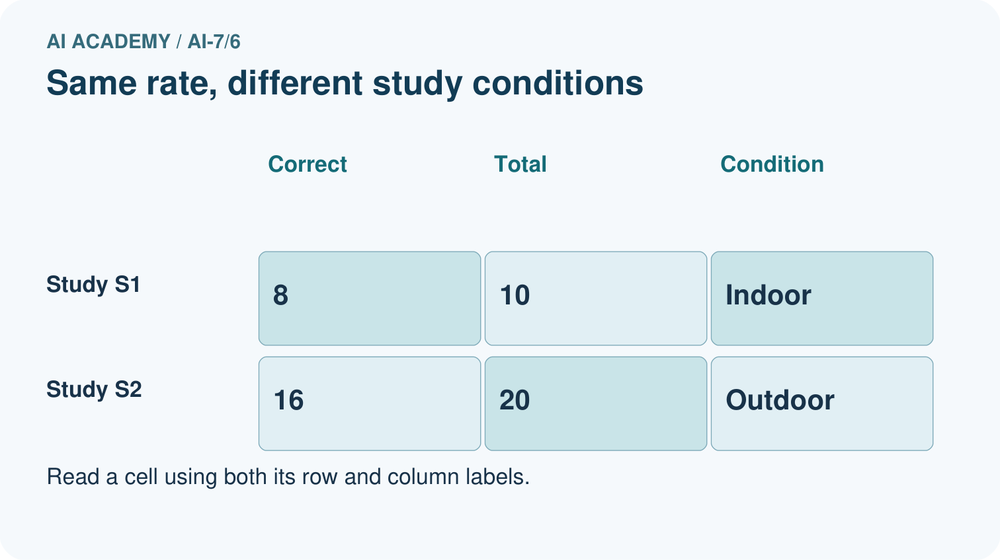 AI ACADEMY / AI-7/6
Same rate, different study conditions
Correct Total Condition
Study S1 8 10 Indoor
Study S2 16 20 Outdoor
Read a cell using both its row and column labels.